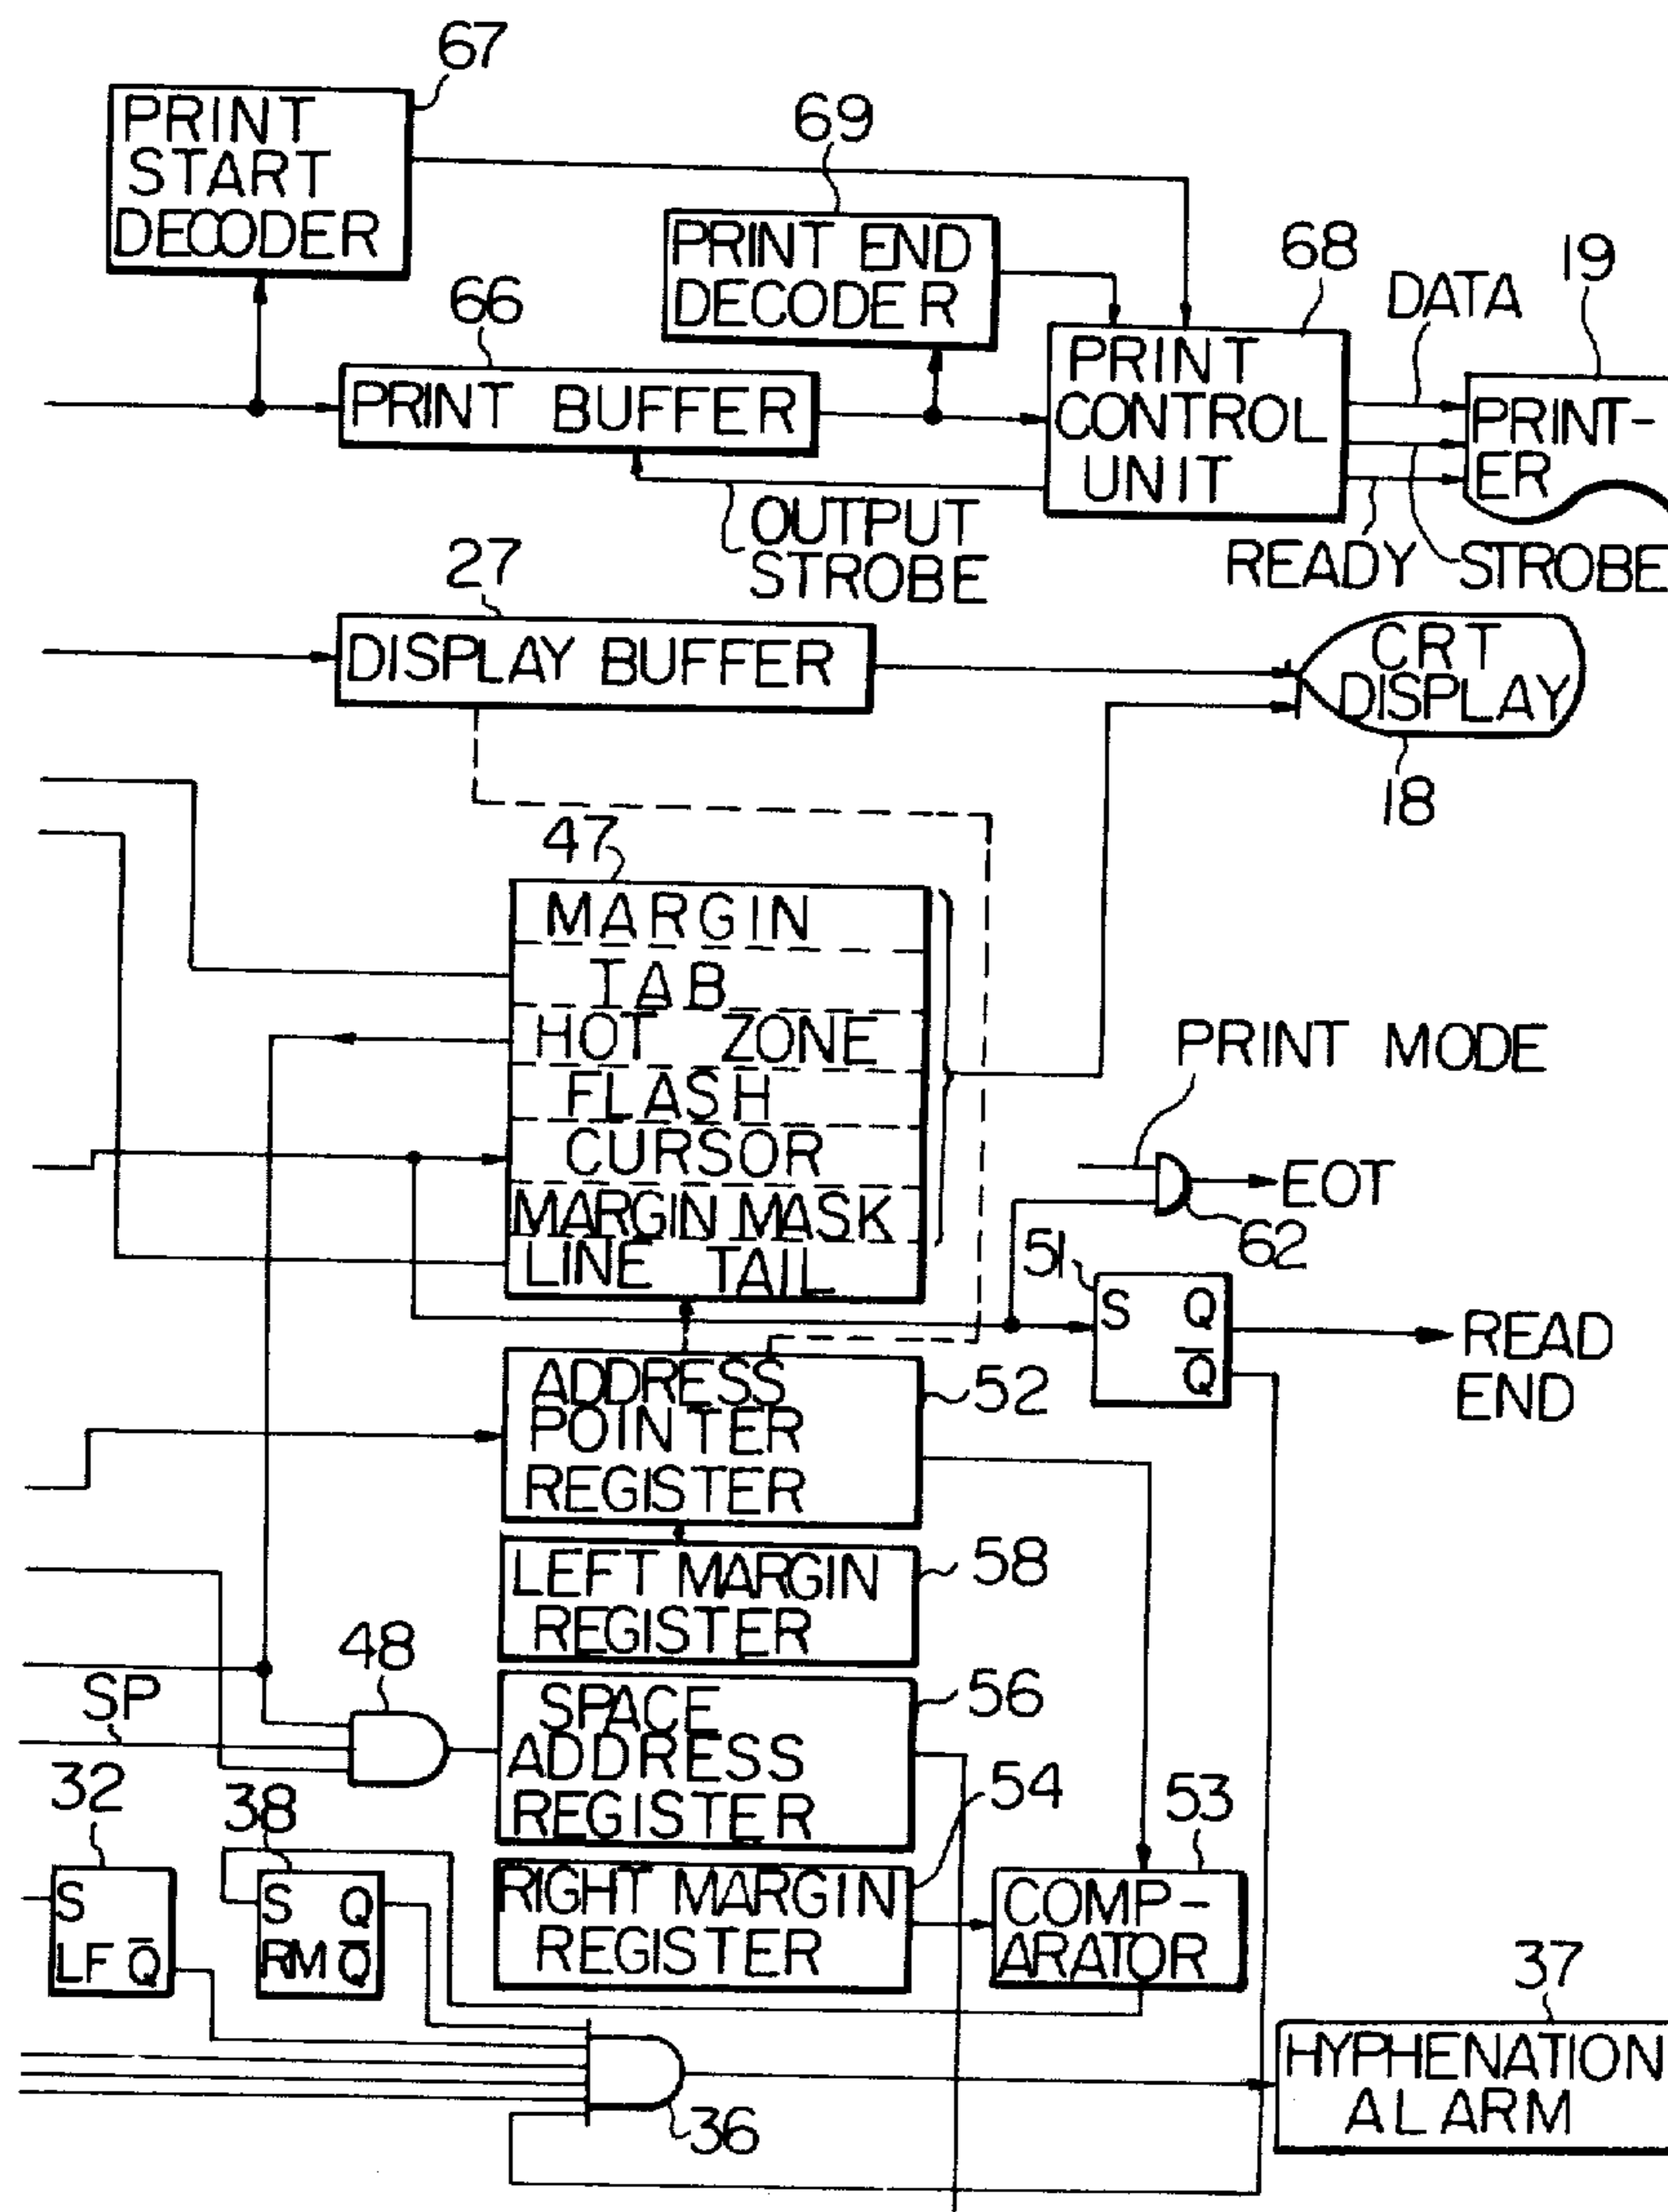 67
PRINT
START
DECODER
69
PRINT END
DECODER
66
PRINT BUFFER
68
PRINT
CONTROL
UNIT
DATA
19
PRINT-
ER
OUTPUT
STROBE
READY
STROBE
27
DISPLAY BUFFER
CRT
DISPLAY
18
47
MARGIN
TAB
HOT ZONE
FLASH
CURSOR
MARGIN MASK
LINE TAIL
PRINT MODE
EOT
62
51
S Q
Q̅
READ
END
ADDRESS
POINTER
REGISTER
52
LEFT MARGIN
REGISTER
58
48
SP
SPACE
ADDRESS
REGISTER
56
54
53
32
S
LF Q̅
38
S Q
RM Q̅
RIGHT MARGIN
REGISTER
COMP-
ARATOR
37
HYPHENATION
ALARM
36